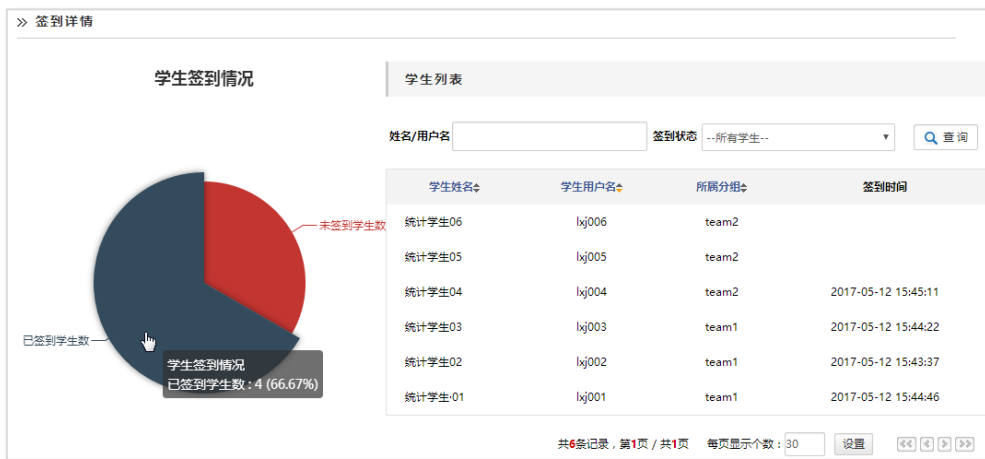 >> 签到详情
学生签到情况
未签到学生数
已签到学生数
学生签到情况
已签到学生数 : 4 (66.67%)
学生列表
姓名/用户名 签到状态 --所有学生-- 查询
学生姓名 学生用户名 所属分组 签到时间
统计学生06 lxj006 team2
统计学生05 lxj005 team2
统计学生04 lxj004 team2 2017-05-12 15:45:11
统计学生03 lxj003 team1 2017-05-12 15:44:22
统计学生02 lxj002 team1 2017-05-12 15:43:37
统计学生·01 lxj001 team1 2017-05-12 15:44:46
共6条记录，第1页 / 共1页 每页显示个数：30 设置